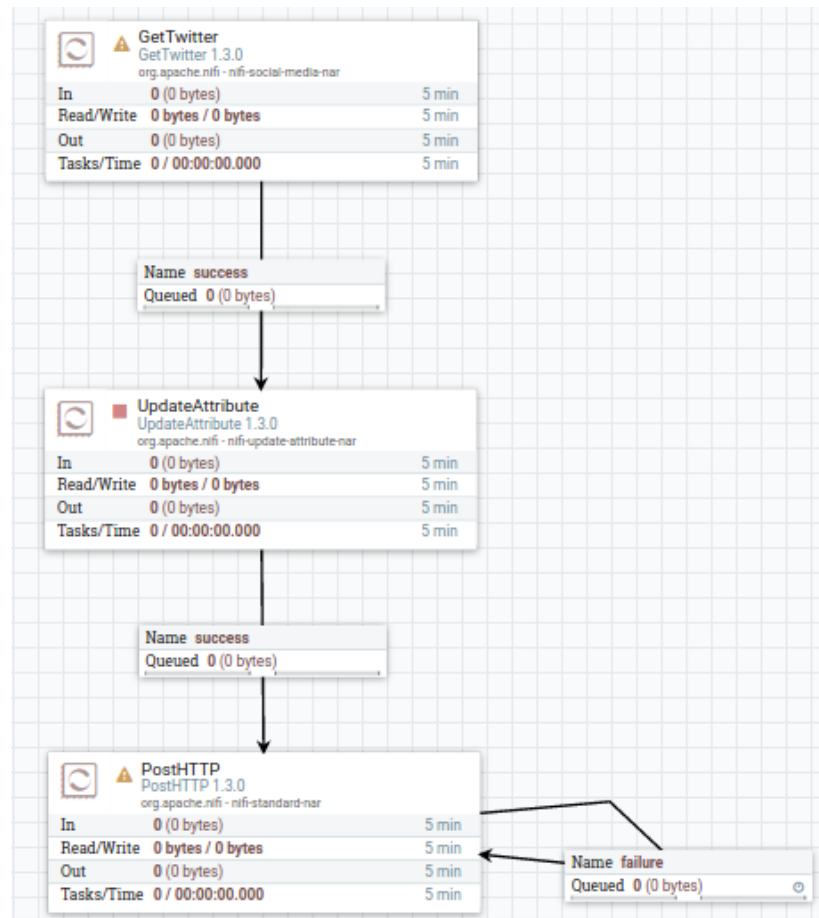 GetTwitter
GetTwitter 1.3.0
org.apache.nifi - nifi-social-media-nar
In 0 (0 bytes) 5 min
Read/Write 0 bytes / 0 bytes 5 min
Out 0 (0 bytes) 5 min
Tasks/Time 0 / 00:00:00.000 5 min
Name success
Queued 0 (0 bytes)
UpdateAttribute
UpdateAttribute 1.3.0
org.apache.nifi - nifi-update-attribute-nar
In 0 (0 bytes) 5 min
Read/Write 0 bytes / 0 bytes 5 min
Out 0 (0 bytes) 5 min
Tasks/Time 0 / 00:00:00.000 5 min
Name success
Queued 0 (0 bytes)
PostHTTP
PostHTTP 1.3.0
org.apache.nifi - nifi-standard-nar
In 0 (0 bytes) 5 min
Read/Write 0 bytes / 0 bytes 5 min
Out 0 (0 bytes) 5 min
Tasks/Time 0 / 00:00:00.000 5 min
Name failure
Queued 0 (0 bytes)